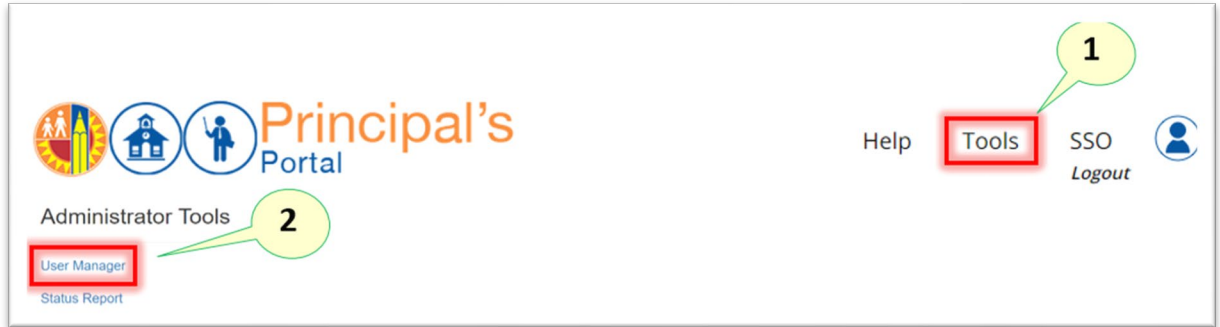 1
Principal's
Portal
Help Tools SSO
Logout
Administrator Tools
2
User Manager
Status Report